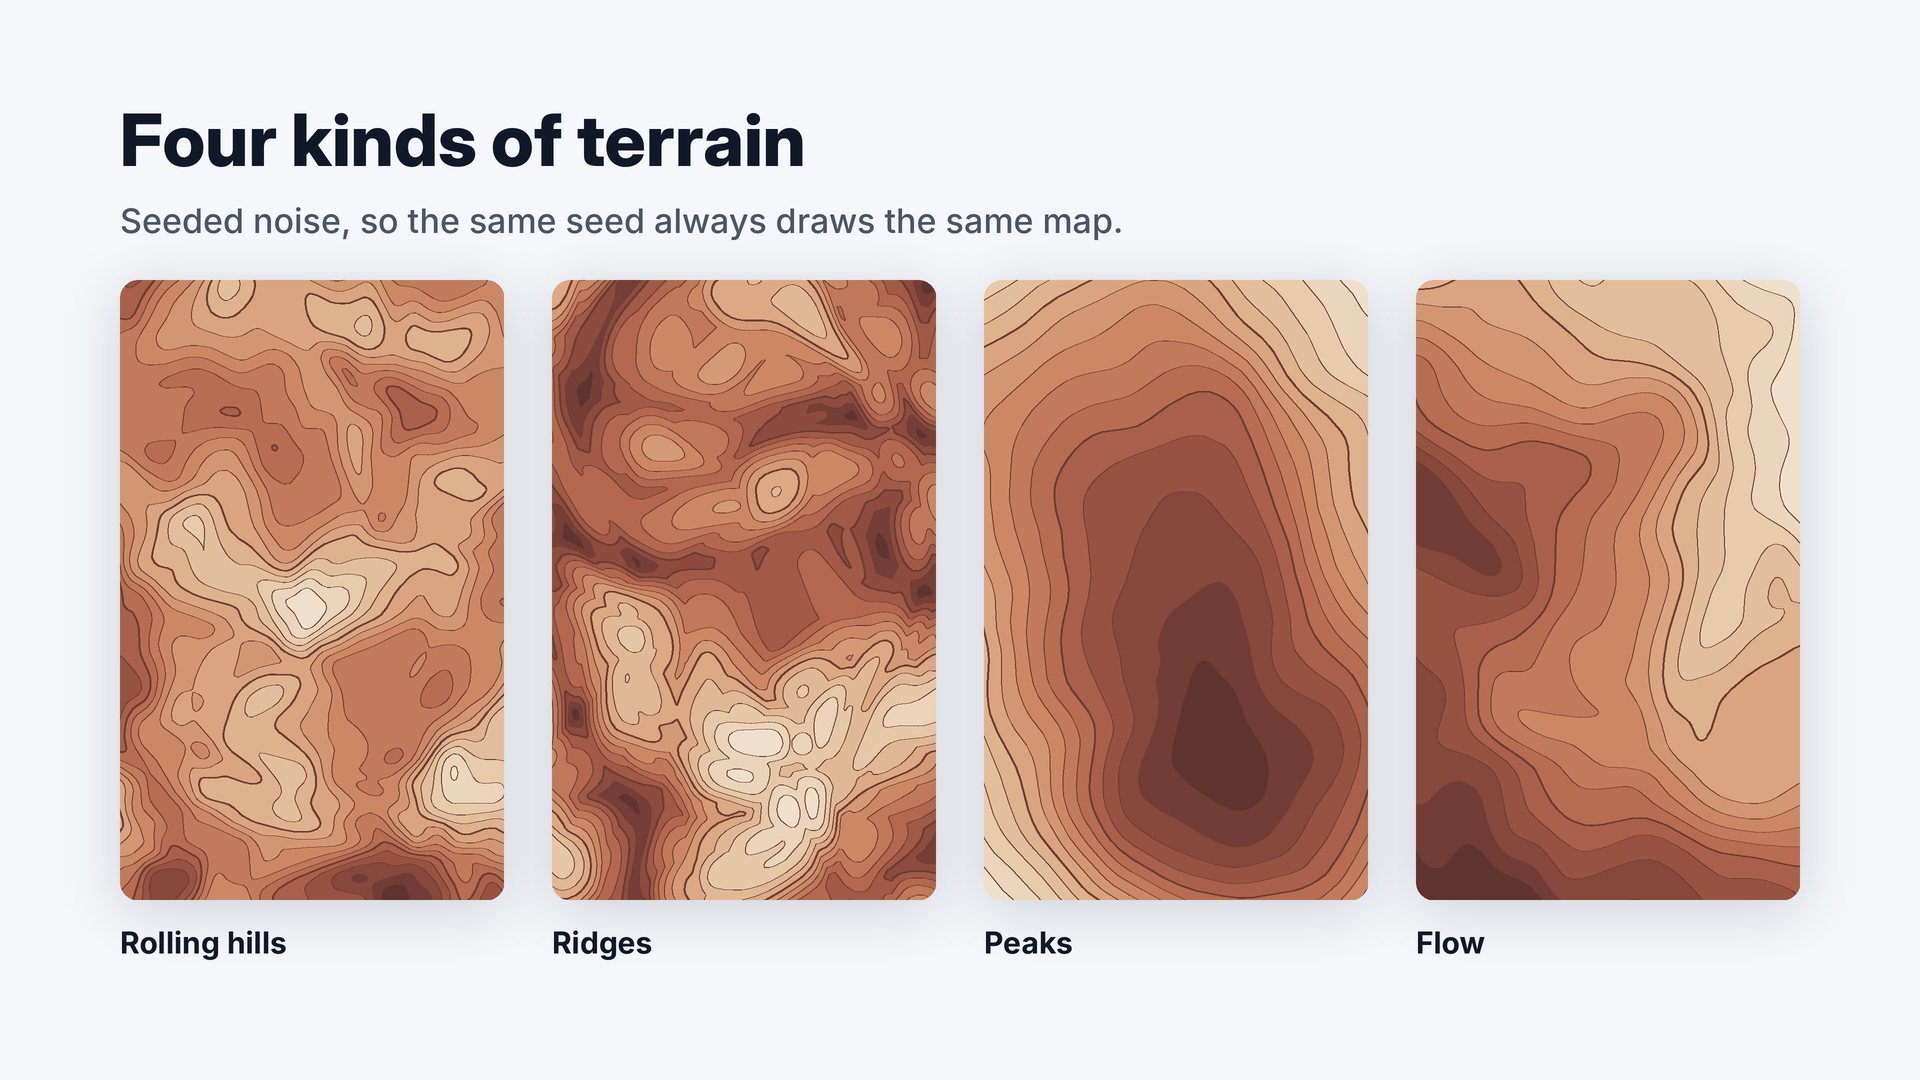 Four kinds of terrain
Seeded noise, so the same seed always draws the same map.
Rolling hills
Ridges
Peaks
Flow